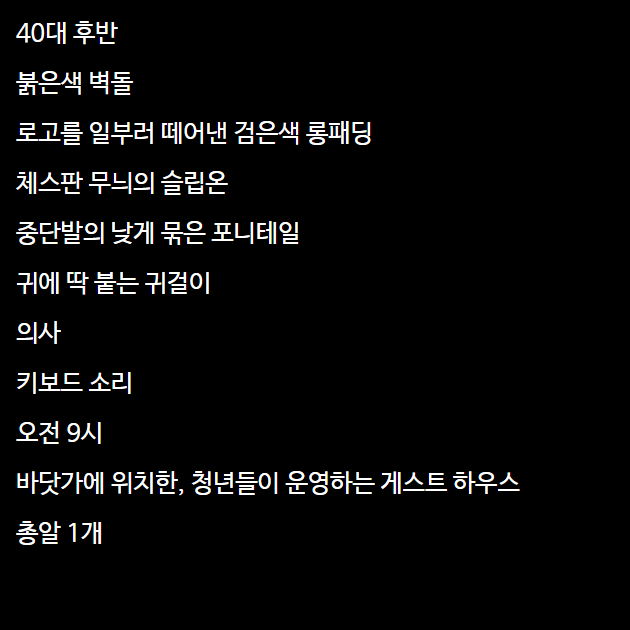 40대 후반
붉은색 벽돌
로고를 일부러 떼어낸 검은색 롱패딩
체스판 무늬의 슬립온
중단발의 낮게 묶은 포니테일
귀에 딱 붙는 귀걸이
의사
키보드 소리
오전 9시
바닷가에 위치한, 청년들이 운영하는 게스트 하우스
총알 1개